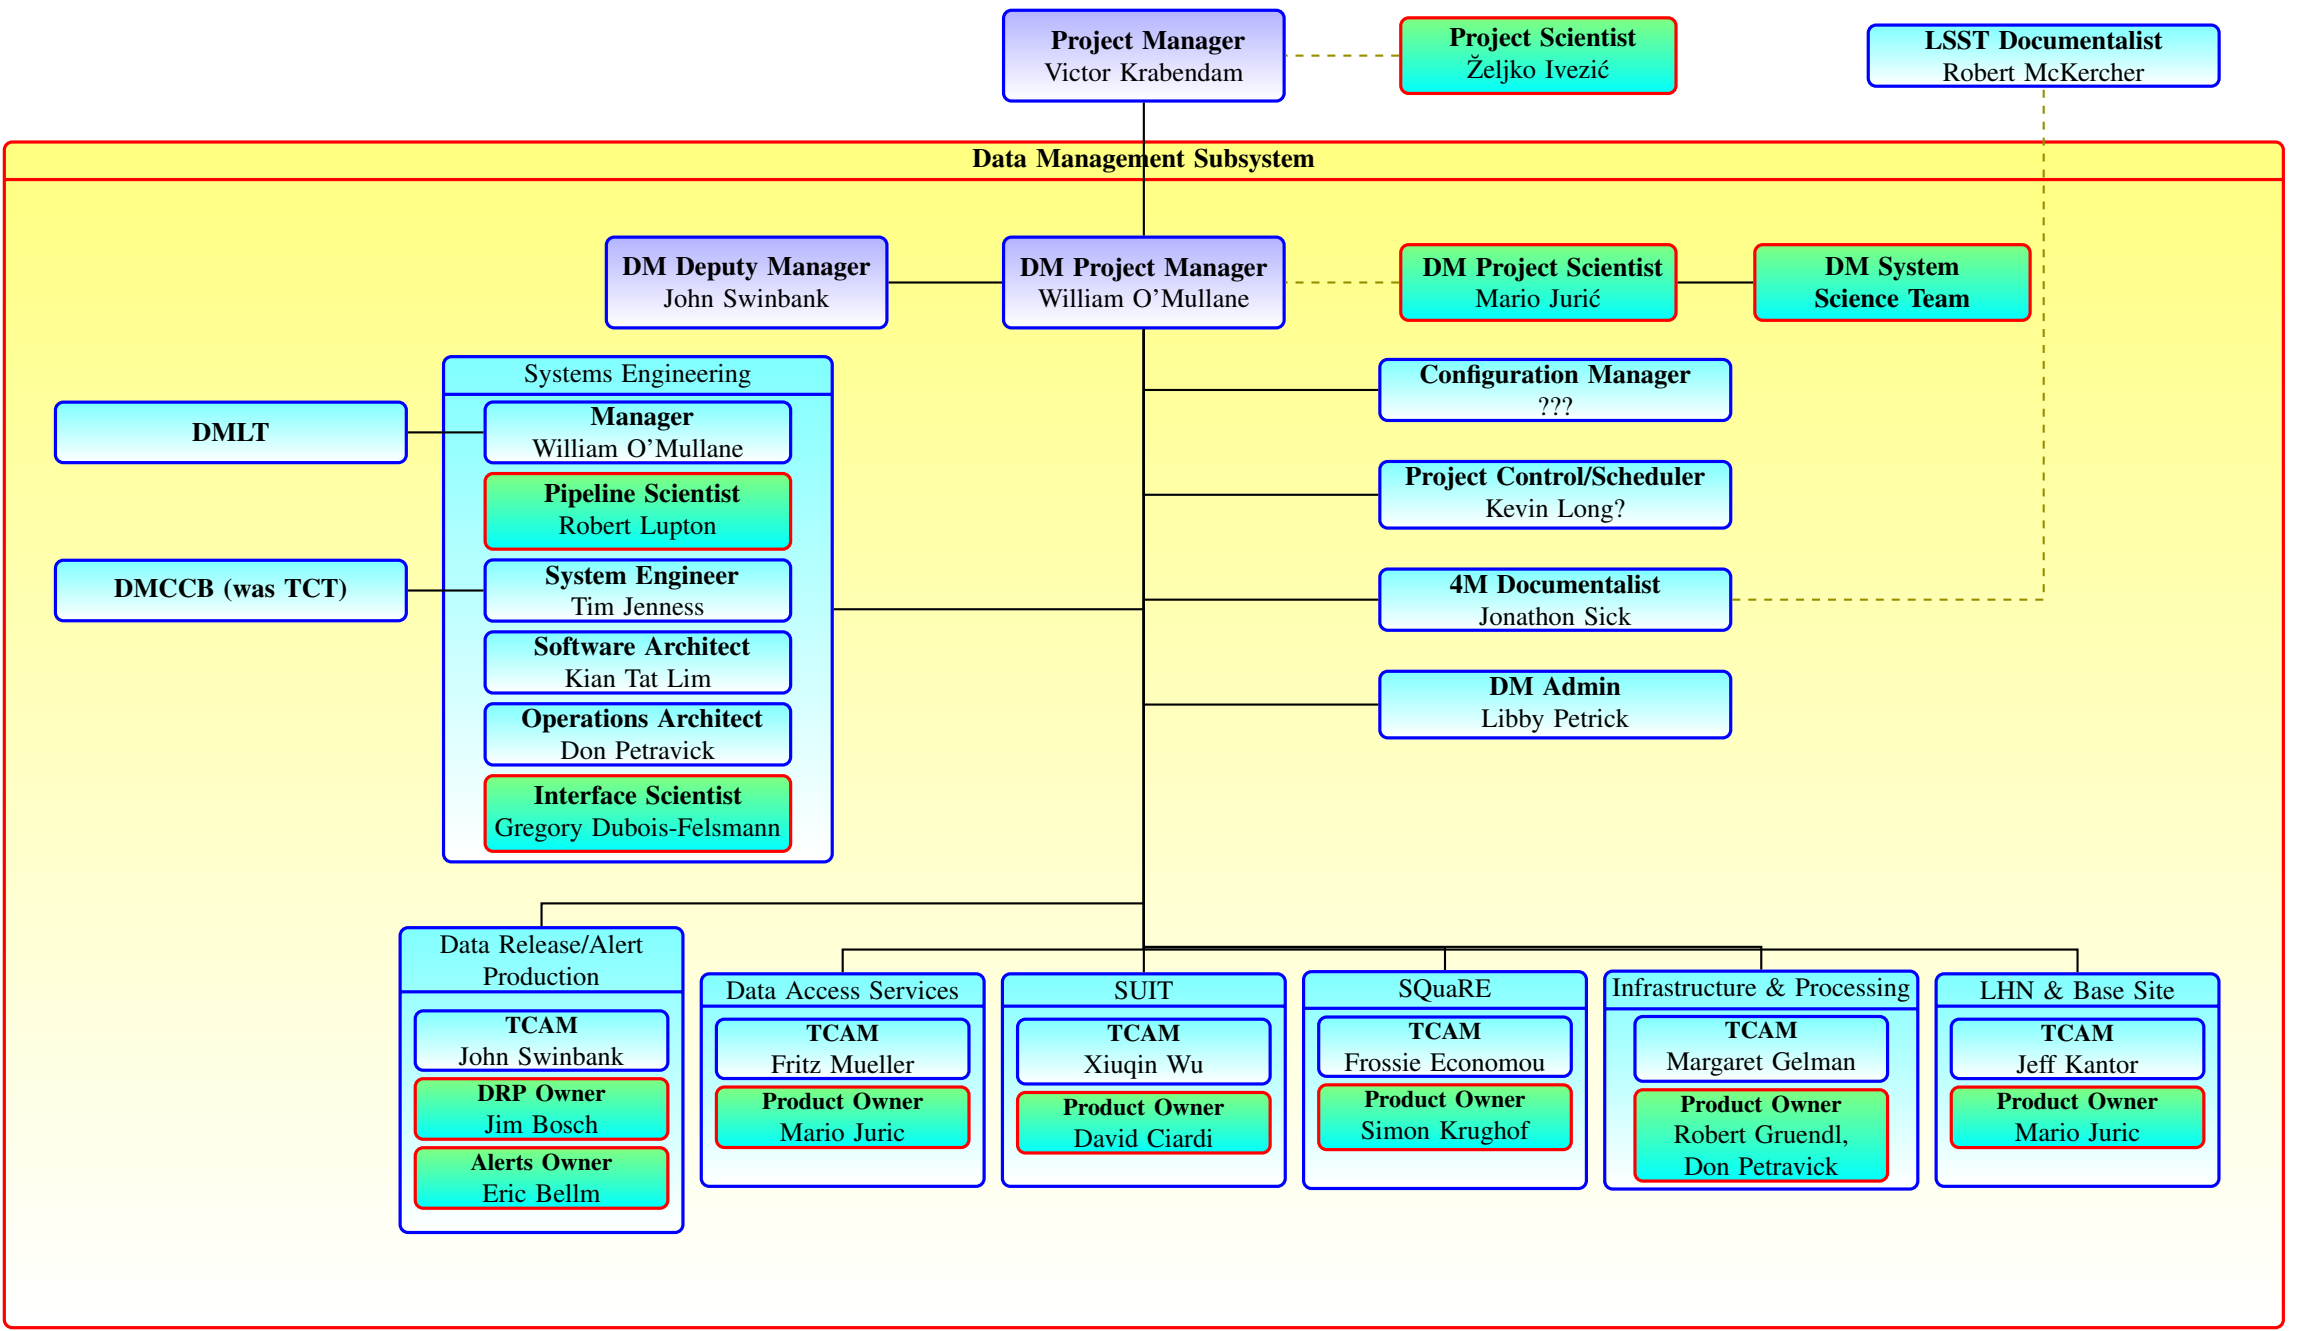 Project Manager
Victor Krabendam
Project Scientist
Željko Ivezić
LSST Documentalist
Robert McKercher
Data Management Subsystem
DM Deputy Manager
John Swinbank
DM Project Manager
William O'Mullane
DM Project Scientist
Mario Jurić
DM System
Science Team
Systems Engineering
DMLT
Manager
William O'Mullane
Pipeline Scientist
Robert Lupton
DMCCB (was TCT)
System Engineer
Tim Jenness
Software Architect
Kian Tat Lim
Operations Architect
Don Petravick
Interface Scientist
Gregory Dubois-Felsmann
Configuration Manager
???
Project Control/Scheduler
Kevin Long?
4M Documentalist
Jonathon Sick
DM Admin
Libby Petrick
Data Release/Alert
Production
TCAM
John Swinbank
DRP Owner
Jim Bosch
Alerts Owner
Eric Bellm
Data Access Services
TCAM
Fritz Mueller
Product Owner
Mario Juric
SUIT
TCAM
Xiuqin Wu
Product Owner
David Ciardi
SQuaRE
TCAM
Frossie Economou
Product Owner
Simon Krughof
Infrastructure & Processing
TCAM
Margaret Gelman
Product Owner
Robert Gruendl,
Don Petravick
LHN & Base Site
TCAM
Jeff Kantor
Product Owner
Mario Juric